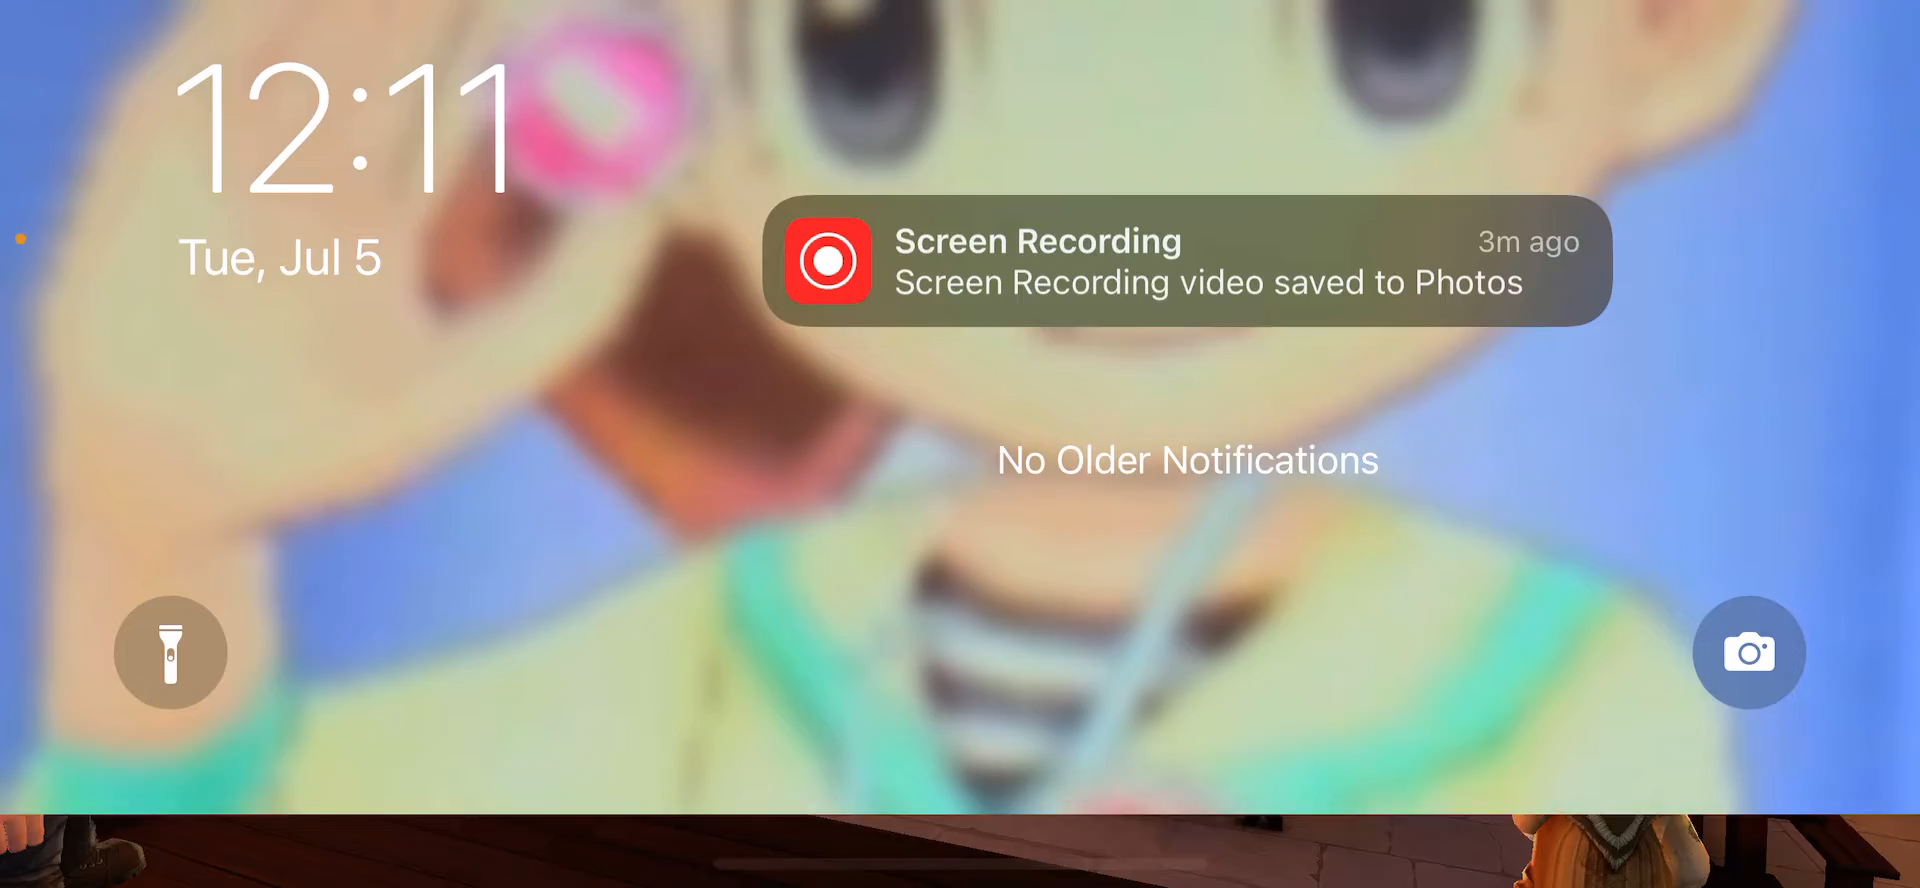 12:11
Tue, Jul 5
Screen Recording
3m ago
Screen Recording video saved to Photos
No Older Notifications